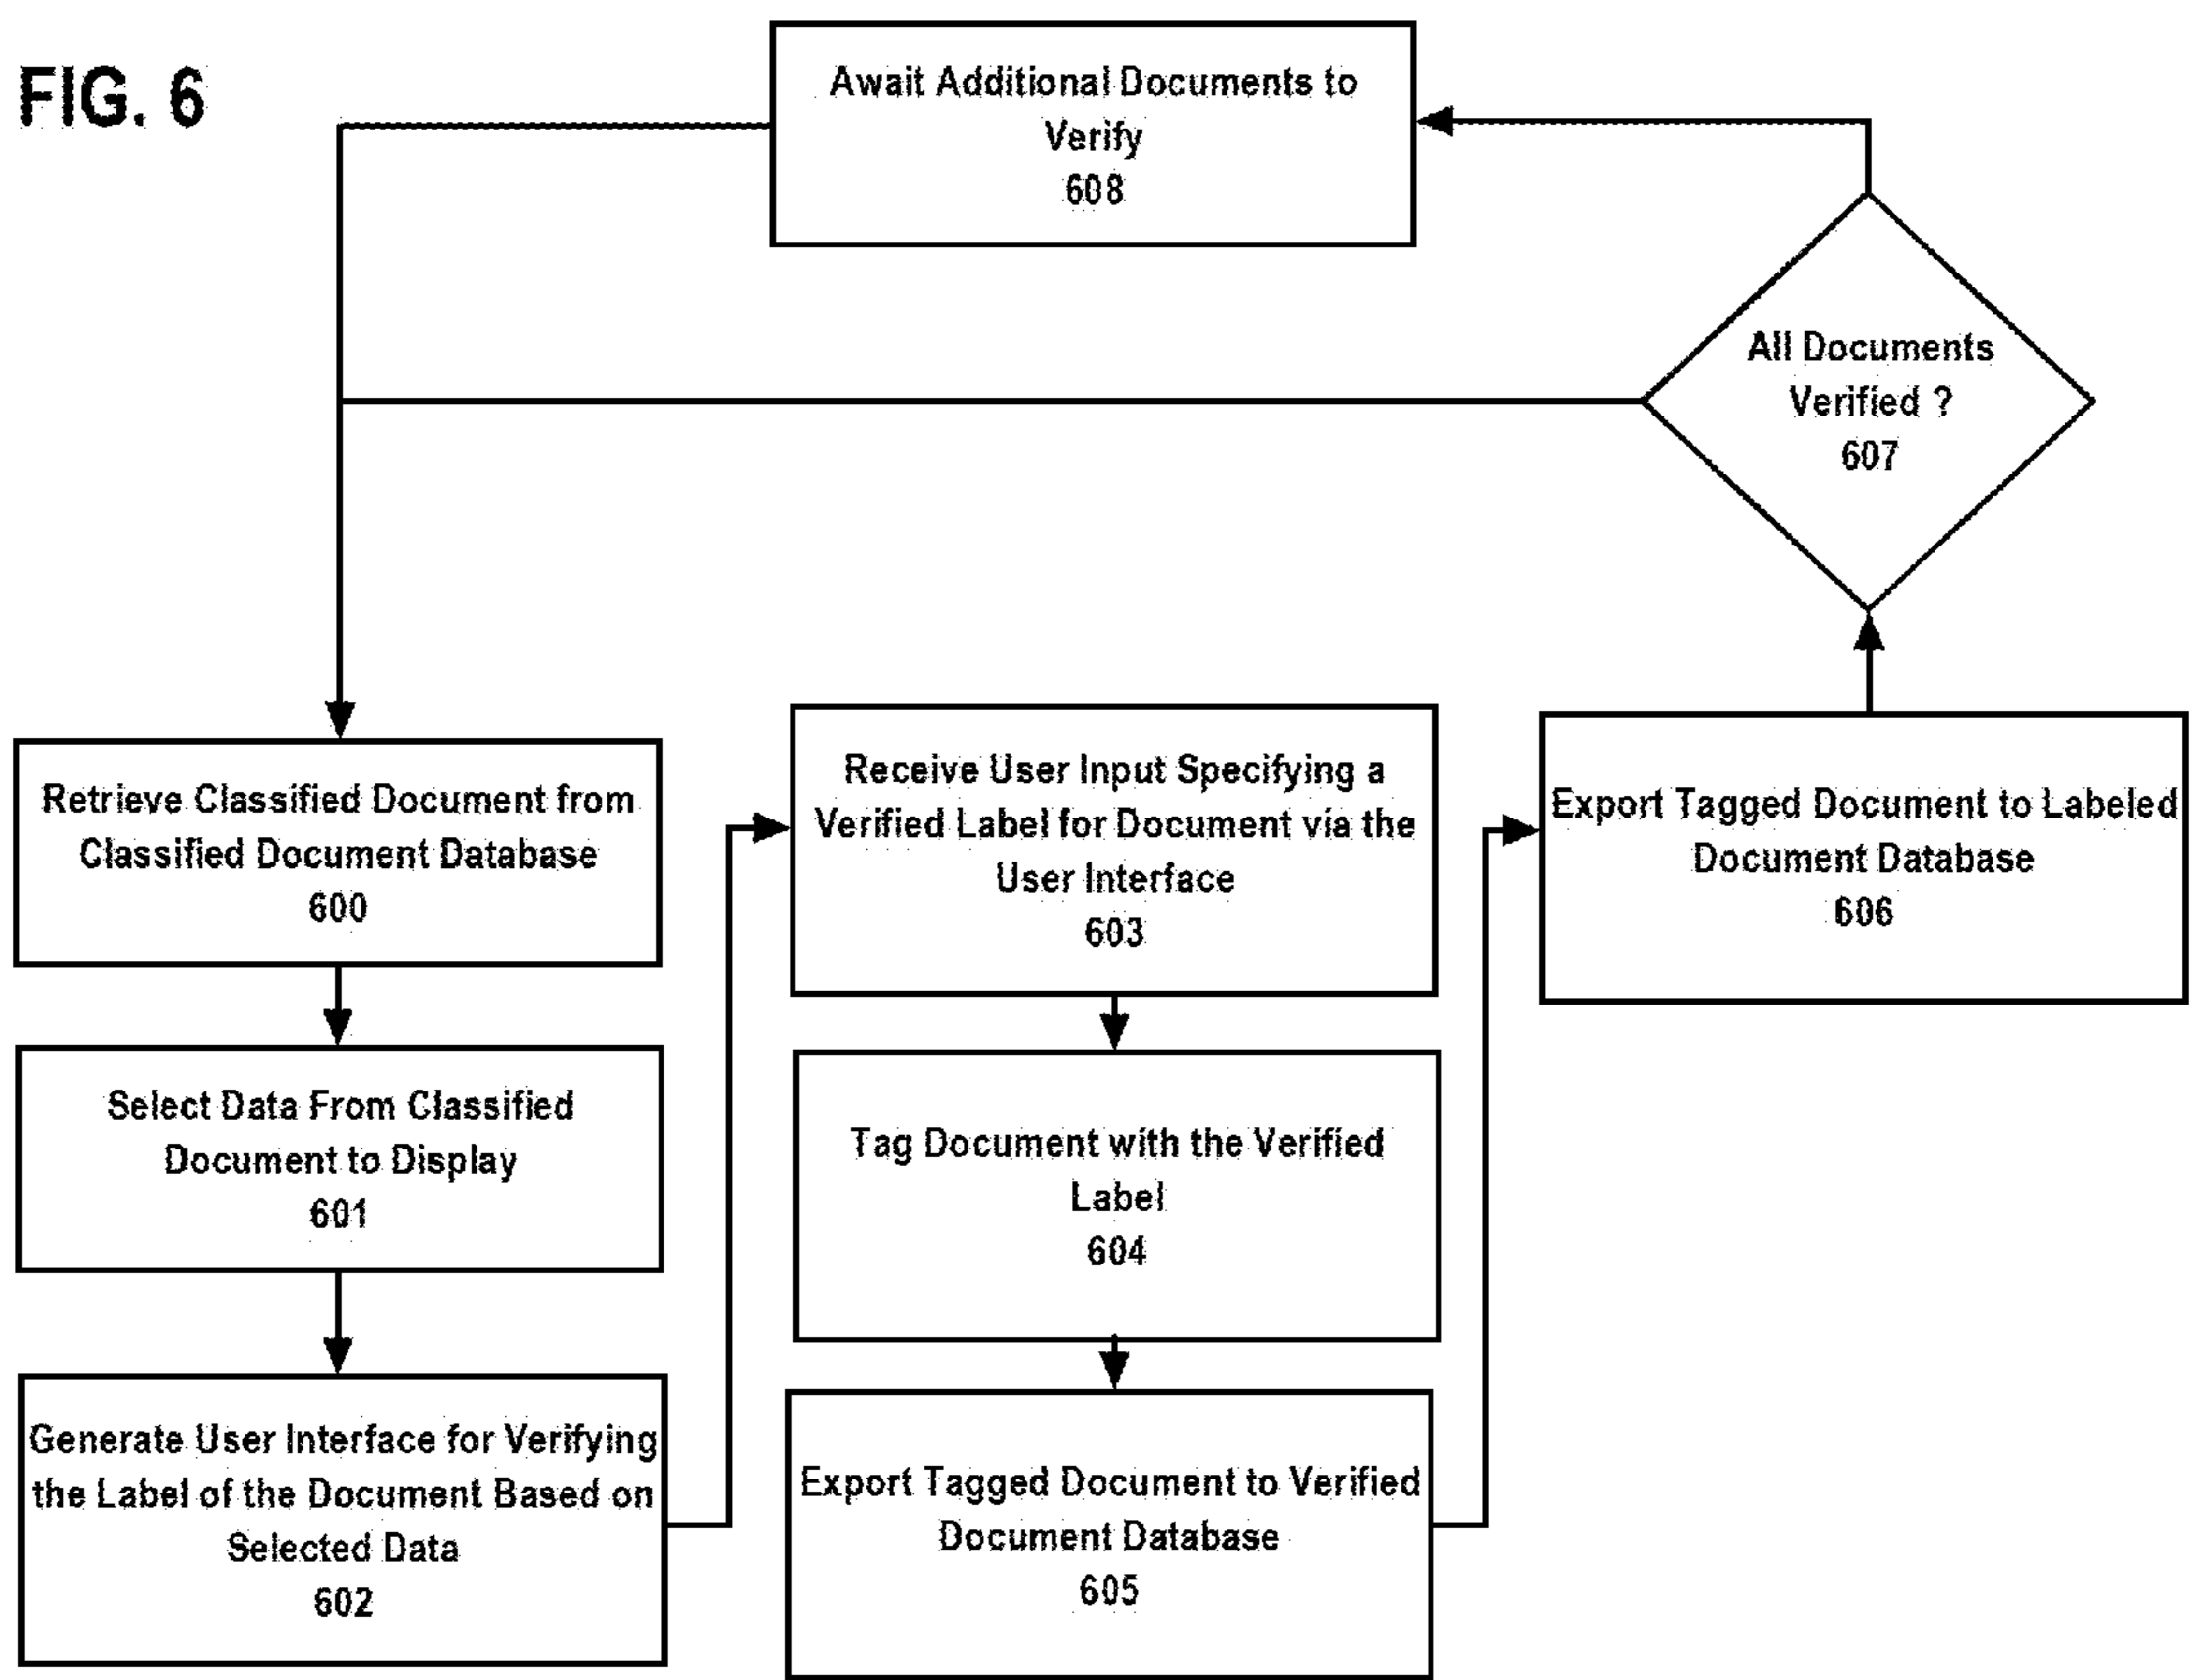 FIG. 6
Await Additional Documents to
Verify
608
All Documents
Verified ?
607
Retrieve Classified Document from
Classified Document Database
600
Select Data From Classified
Document to Display
601
Generate User Interface for Verifying
the Label of the Document Based on
Selected Data
602
Receive User Input Specifying a
Verified Label for Document via the
User Interface
603
Tag Document with the Verified
Label
604
Export Tagged Document to Verified
Document Database
605
Export Tagged Document to Labeled
Document Database
606